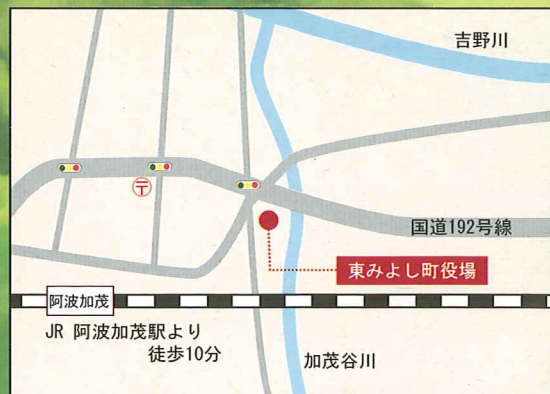 吉野川
〒
国道192号線
東みよし町役場
阿波加茂
JR 阿波加茂駅より
徒歩10分
加茂谷川